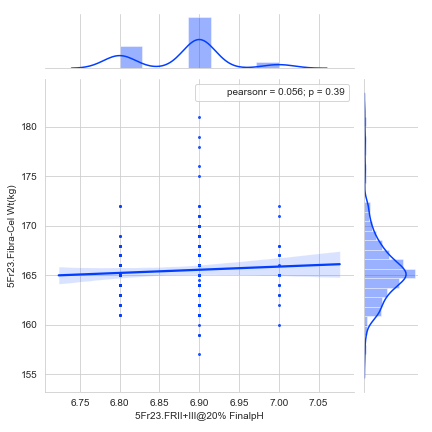 pearsonr = 0.056; p = 0.39
180
175
170
165
160
155
5Fr23.Fibra-Cel Wt(kg)
6.75 6.80 6.85 6.90 6.95 7.00 7.05
5Fr23.FRII+III@20% FinalpH